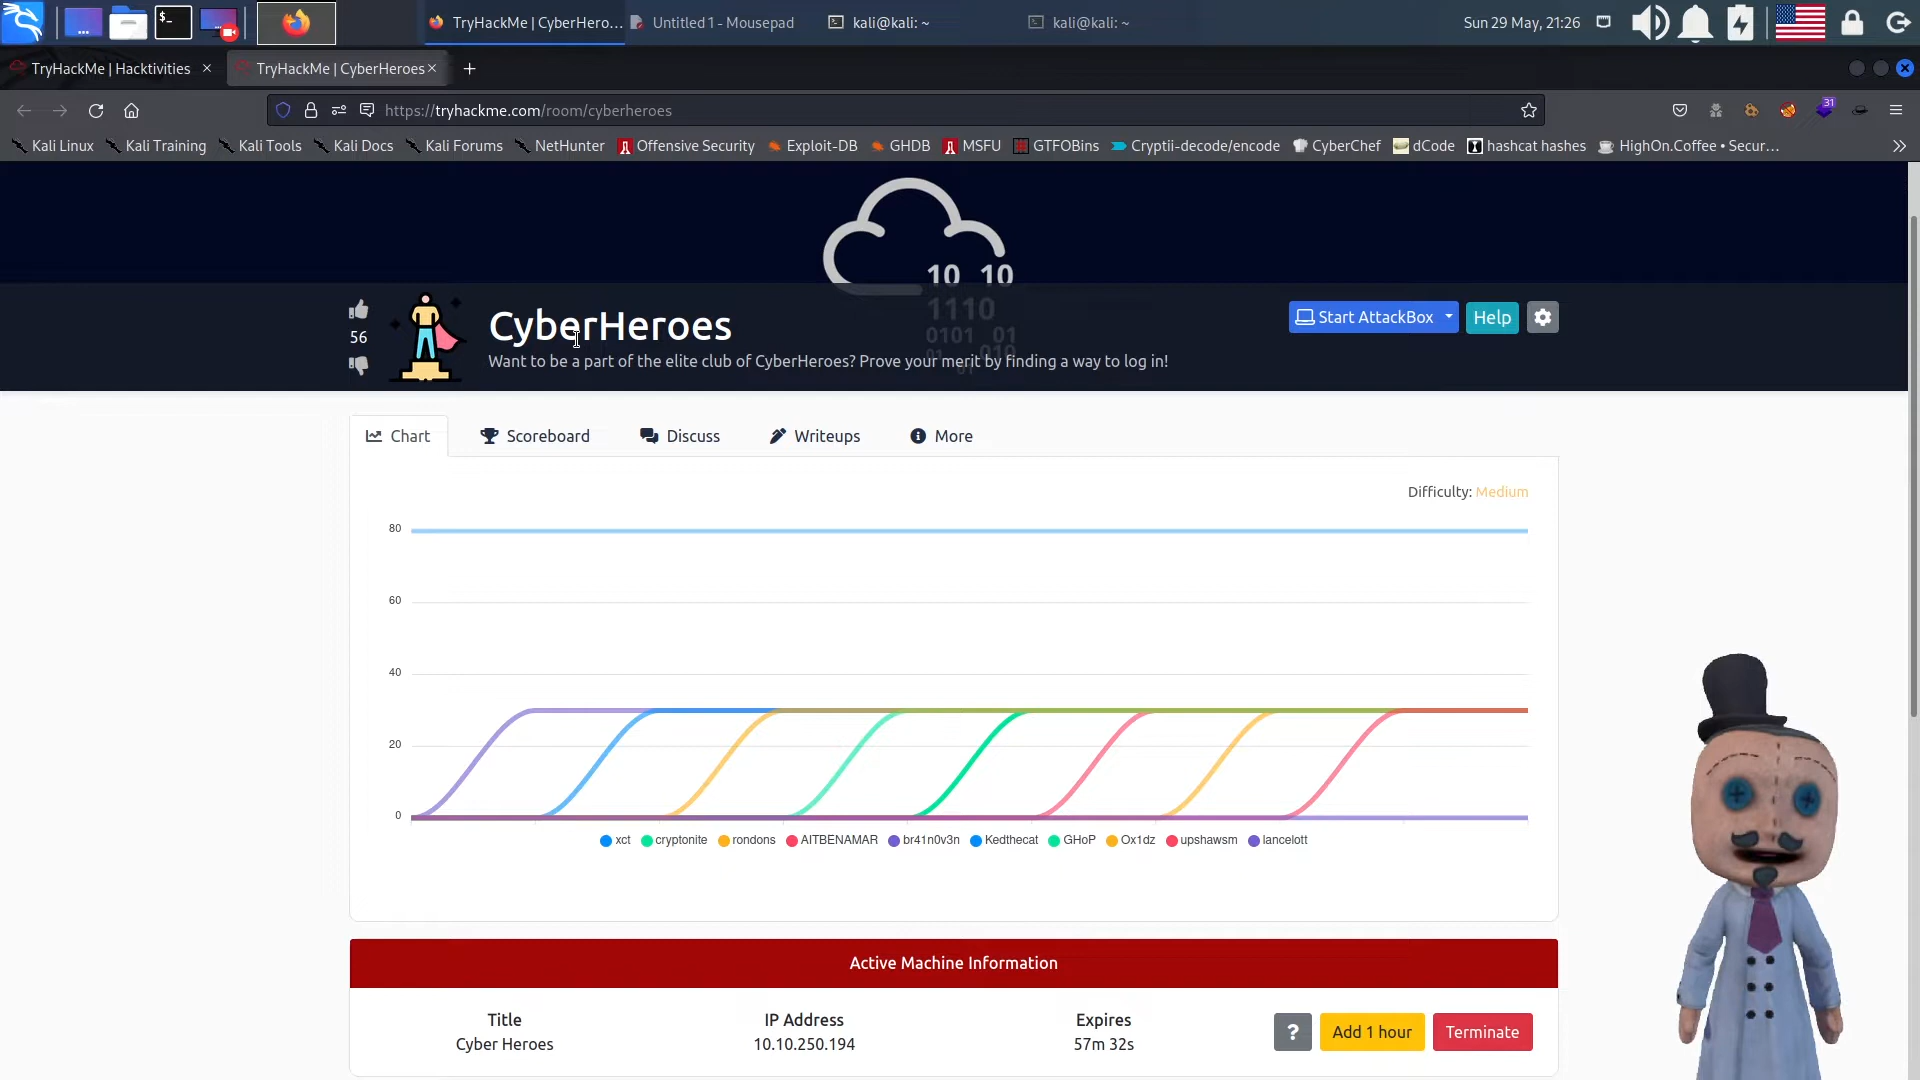 TryHackMe | CyberHero...
Untitled 1 - Mousepad
kali@kali: ~
kali@kali: ~
Sun 29 May, 21:26
TryHackMe | Hacktivities
TryHackMe | CyberHeroes
https://tryhackme.com/room/cyberheroes
31
Kali Linux
Kali Training
Kali Tools
Kali Docs
Kali Forums
NetHunter
Offensive Security
Exploit-DB
GHDB
MSFU
GTFOBins
Cryptii-decode/encode
CyberChef
dCode
hashcat hashes
HighOn.Coffee • Secur...
10 10
1110
0101 01
01 010
01
56
CyberHeroes
Want to be a part of the elite club of CyberHeroes? Prove your merit by finding a way to log in!
Start AttackBox
Help
Chart
Scoreboard
Discuss
Writeups
More
Difficulty: Medium
80
60
40
20
0
xct
cryptonite
rondons
AITBENAMAR
br41n0v3n
Kedthecat
GHoP
Ox1dz
upshawsm
lancelott
Active Machine Information
Title
IP Address
Expires
Cyber Heroes
10.10.250.194
57m 32s
?
Add 1 hour
Terminate